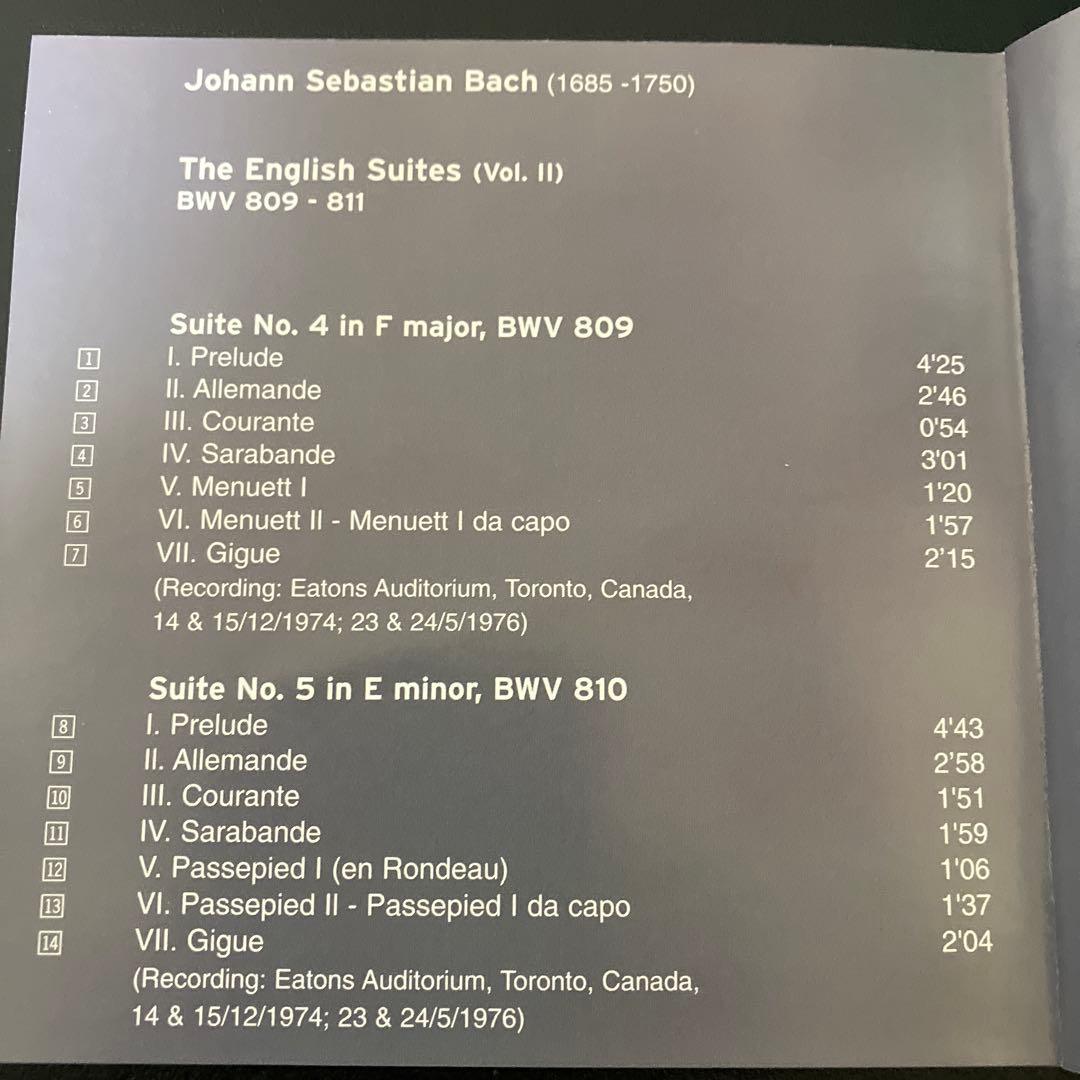 Johann Sebastian Bach (1685 -1750)
The English Suites (Vol. II)
BWV 809 - 811
Suite No. 4 in F major, BWV 809
1 I. Prelude 4'25
2 II. Allemande 2'46
3 III. Courante 0'54
4 IV. Sarabande 3'01
5 V. Menuett I 1'20
6 VI. Menuett II - Menuett I da capo 1'57
7 VII. Gigue 2'15
(Recording: Eatons Auditorium, Toronto, Canada,
14 & 15/12/1974; 23 & 24/5/1976)
Suite No. 5 in E minor, BWV 810
8 I. Prelude 4'43
9 II. Allemande 2'58
10 III. Courante 1'51
11 IV. Sarabande 1'59
12 V. Passepied I (en Rondeau) 1'06
13 VI. Passepied II - Passepied I da capo 1'37
14 VII. Gigue 2'04
(Recording: Eatons Auditorium, Toronto, Canada,
14 & 15/12/1974; 23 & 24/5/1976)